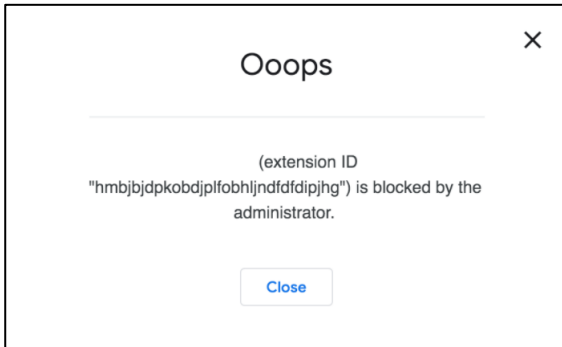 Ooops
(extension ID
"hmbjbjdpkobdjplfobhljndfdfdipjhg") is blocked by the
administrator.
Close